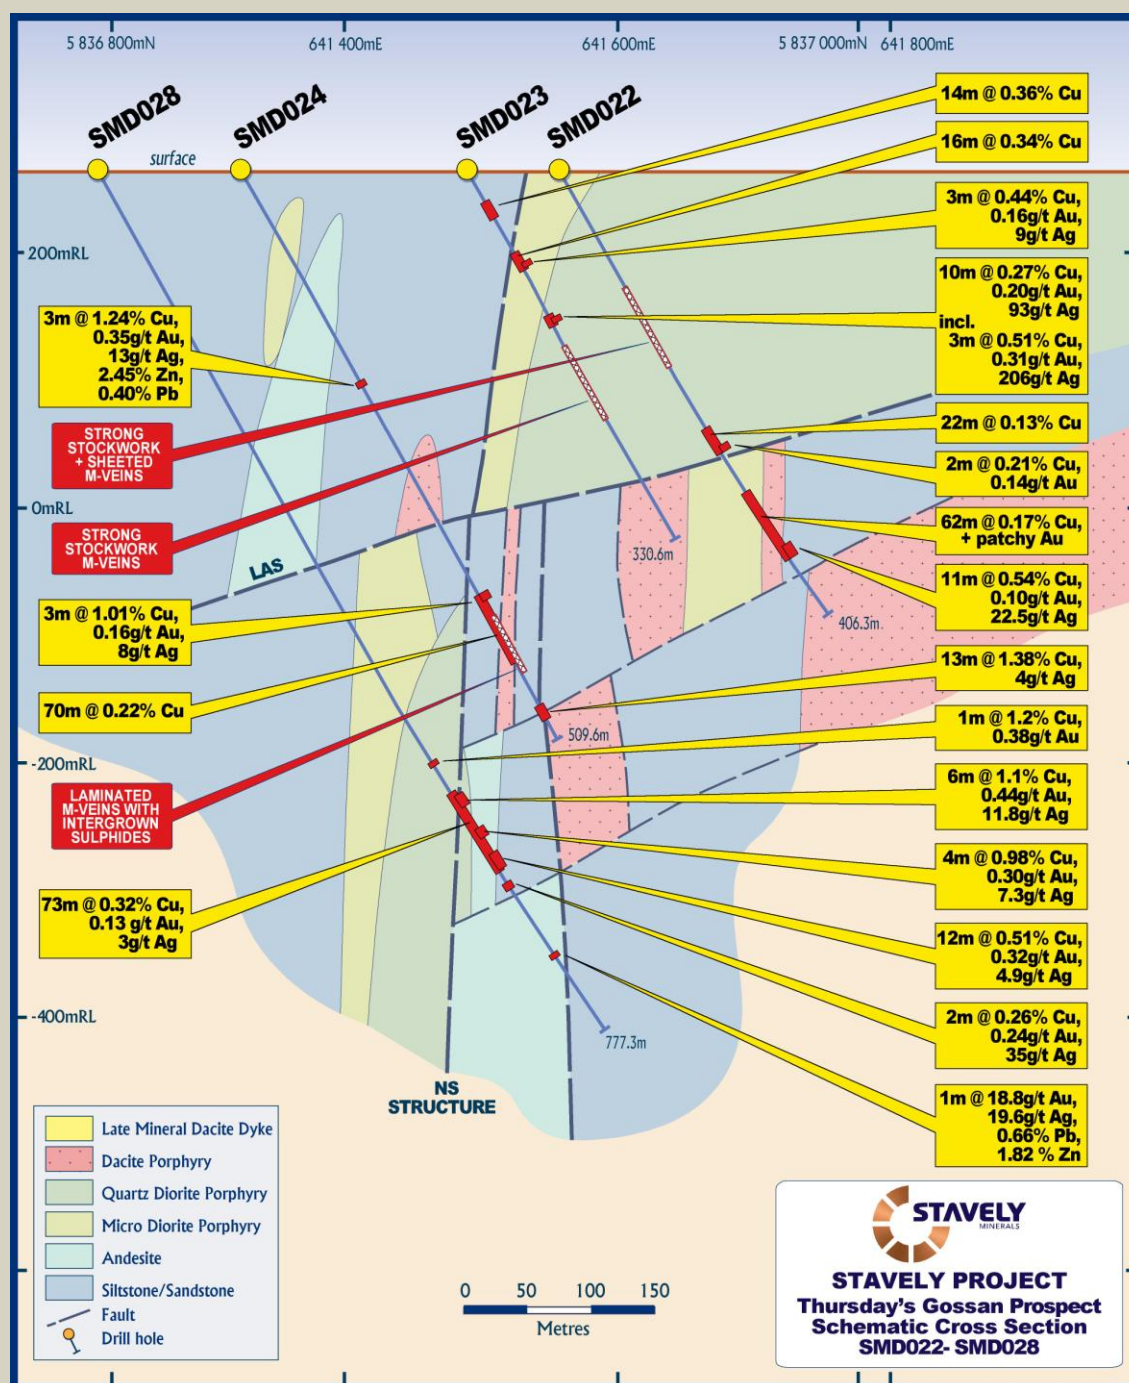 5 836 800mN
641 400mE
641 600mE
5 837 000mN
641 800mE
SMD028
SMD024
SMD023
SMD022
surface
200mRL
0mRL
-200mRL
-400mRL
3m @ 1.24% Cu,
0.35g/t Au,
13g/t Ag,
2.45% Zn,
0.40% Pb
STRONG
STOCKWORK
+ SHEETED
M-VEINS
STRONG
STOCKWORK
M-VEINS
LAS
3m @ 1.01% Cu,
0.16g/t Au,
8g/t Ag
70m @ 0.22% Cu
LAMINATED
M-VEINS WITH
INTERGROWN
SULPHIDES
73m @ 0.32% Cu,
0.13 g/t Au,
3g/t Ag
14m @ 0.36% Cu
16m @ 0.34% Cu
3m @ 0.44% Cu,
0.16g/t Au,
9g/t Ag
10m @ 0.27% Cu,
0.20g/t Au,
93g/t Ag
incl.
3m @ 0.51% Cu,
0.31g/t Au,
206g/t Ag
22m @ 0.13% Cu
2m @ 0.21% Cu,
0.14g/t Au
62m @ 0.17% Cu,
+ patchy Au
11m @ 0.54% Cu,
0.10g/t Au,
22.5g/t Ag
13m @ 1.38% Cu,
4g/t Ag
1m @ 1.2% Cu,
0.38g/t Au
6m @ 1.1% Cu,
0.44g/t Au,
11.8g/t Ag
4m @ 0.98% Cu,
0.30g/t Au,
7.3g/t Ag
12m @ 0.51% Cu,
0.32g/t Au,
4.9g/t Ag
2m @ 0.26% Cu,
0.24g/t Au,
35g/t Ag
1m @ 18.8g/t Au,
19.6g/t Ag,
0.66% Pb,
1.82 % Zn
330.6m
406.3m
509.6m
777.3m
NS
STRUCTURE
Late Mineral Dacite Dyke
Dacite Porphyry
Quartz Diorite Porphyry
Micro Diorite Porphyry
Andesite
Siltstone/Sandstone
Fault
Drill hole
0 50 100 150
Metres
STAVELY
MINERALS
STAVELY PROJECT
Thursday's Gossan Prospect
Schematic Cross Section
SMD022- SMD028